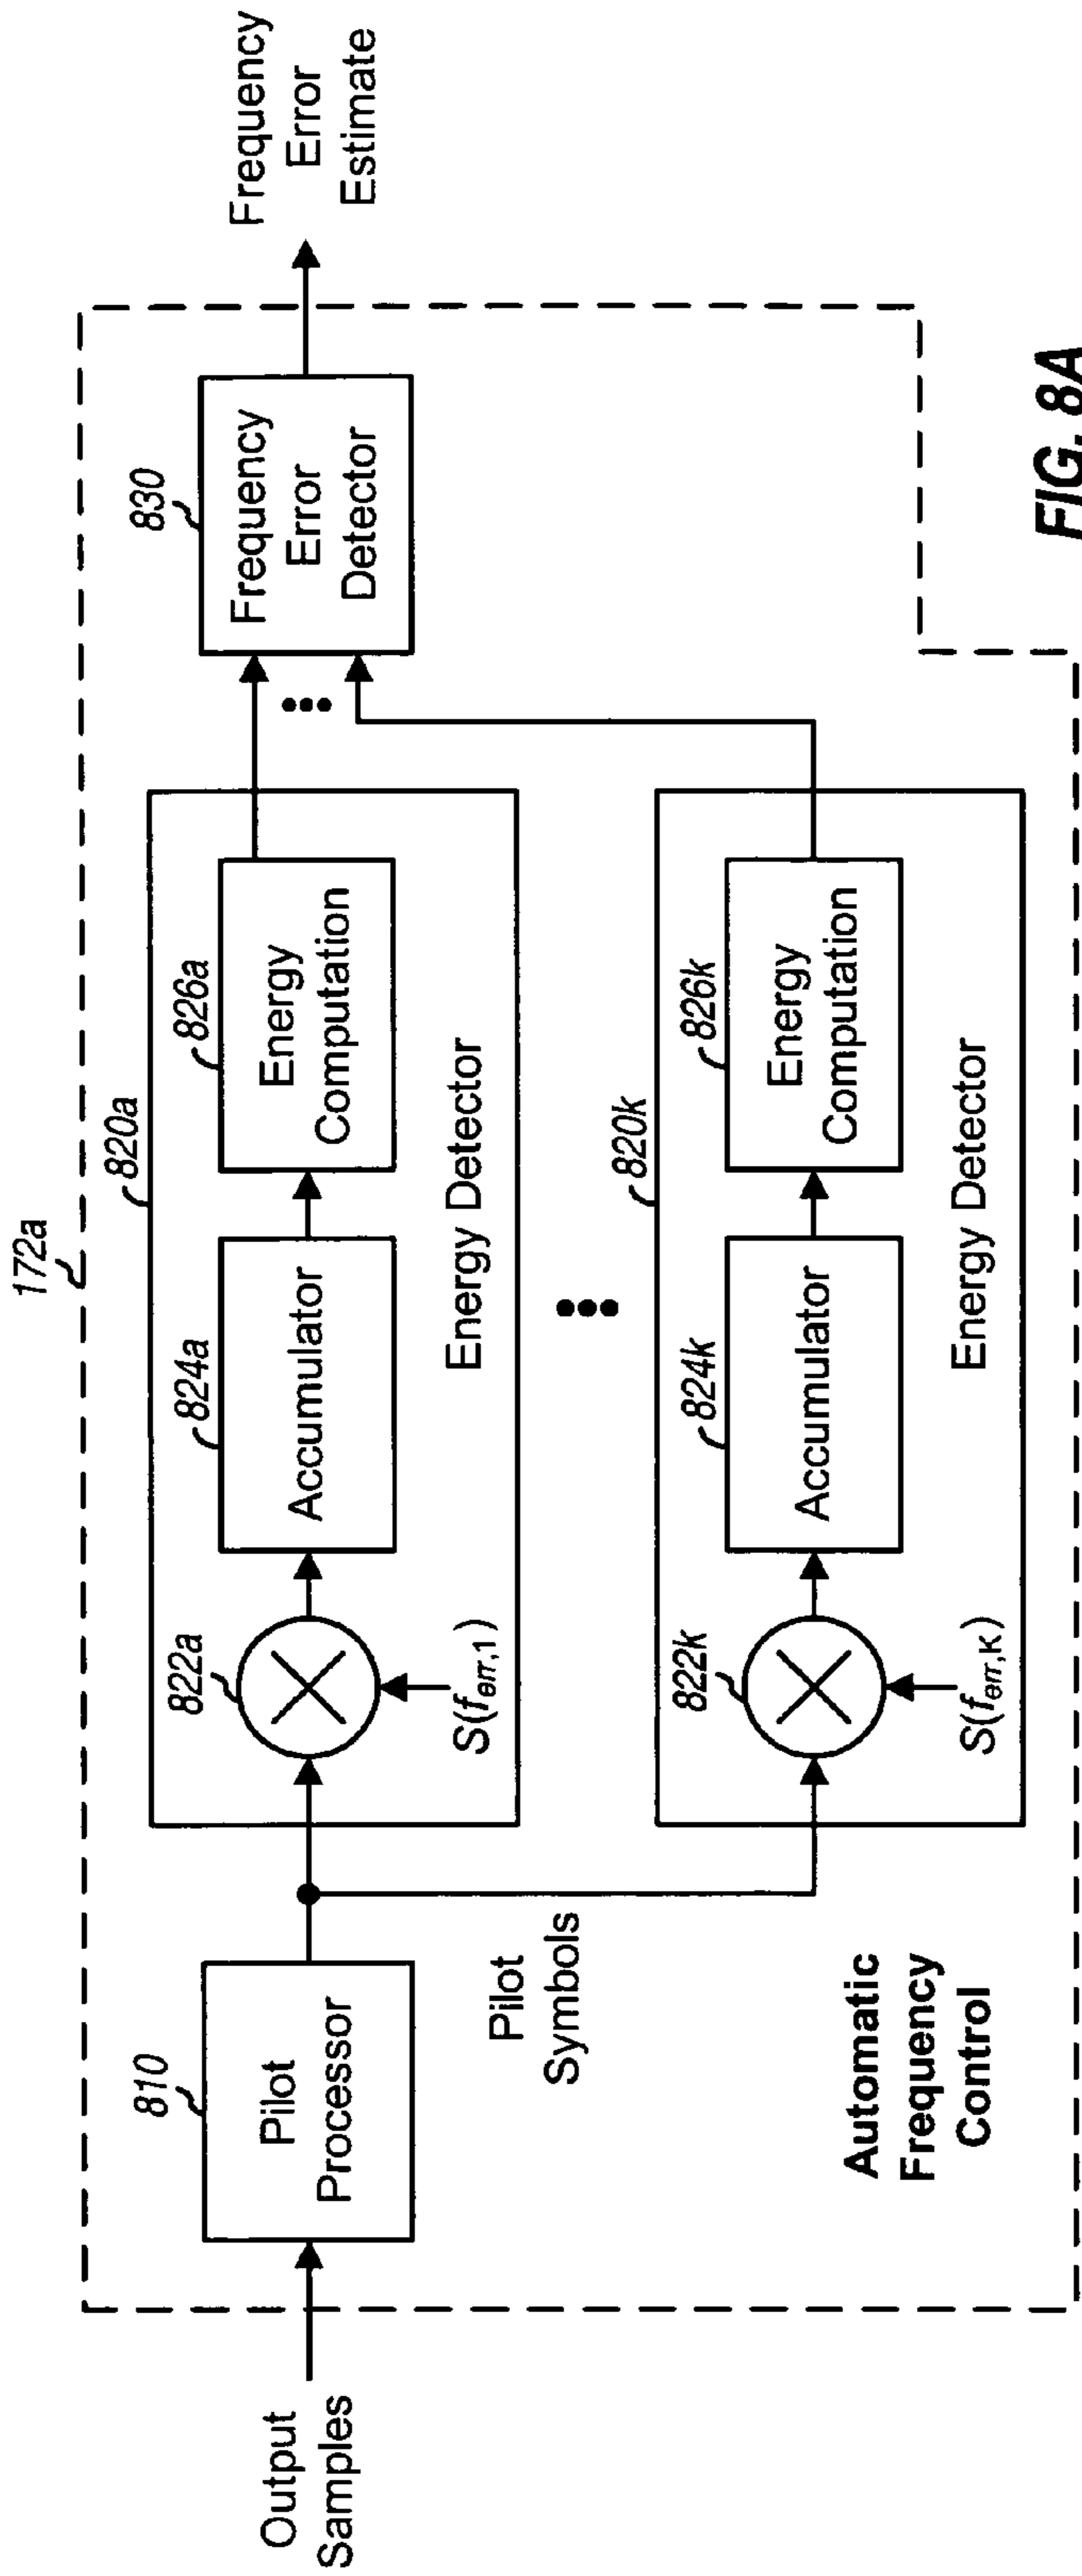 172a
Output
Samples
810
Pilot
Processor
Pilot
Symbols
Automatic
Frequency
Control
820a
822a
S(f_err,1)
824a
Accumulator
826a
Energy
Computation
Energy Detector
820k
822k
S(f_err,K)
824k
Accumulator
826k
Energy
Computation
Energy Detector
830
Frequency
Error
Detector
Frequency
Error
Estimate
FIG. 8A